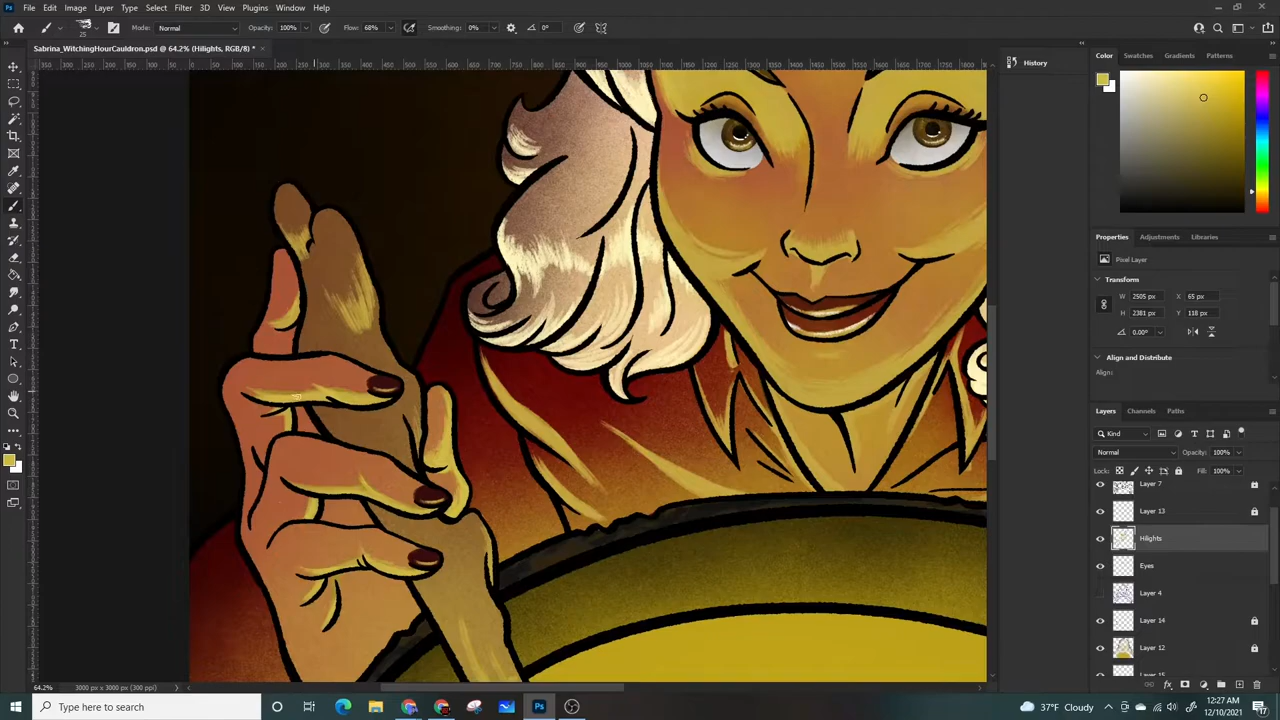 File Edit Image Layer Type Select Filter 3D View Plugins Window Help
25 Mode: Normal Opacity: 100% Flow: 68% Smoothing: 0% 0°
Sabrina_WitchingHourCauldron.psd @ 64.2% (Hilights, RGB/8) *
History
Color Swatches Gradients Patterns
Properties Adjustments Libraries
Pixel Layer
Transform
W 2505 px X 65 px
H 2381 px Y 118 px
0.00°
Align and Distribute
Align:
Layers Channels Paths
Kind
Normal Opacity: 100%
Lock: Fill: 100%
Layer 7
Layer 13
Hilights
Eyes
Layer 4
Layer 14
Layer 12
64.2% 3000 px x 3000 px (300 ppi)
Type here to search
37°F Cloudy
12:27 AM
12/10/2021